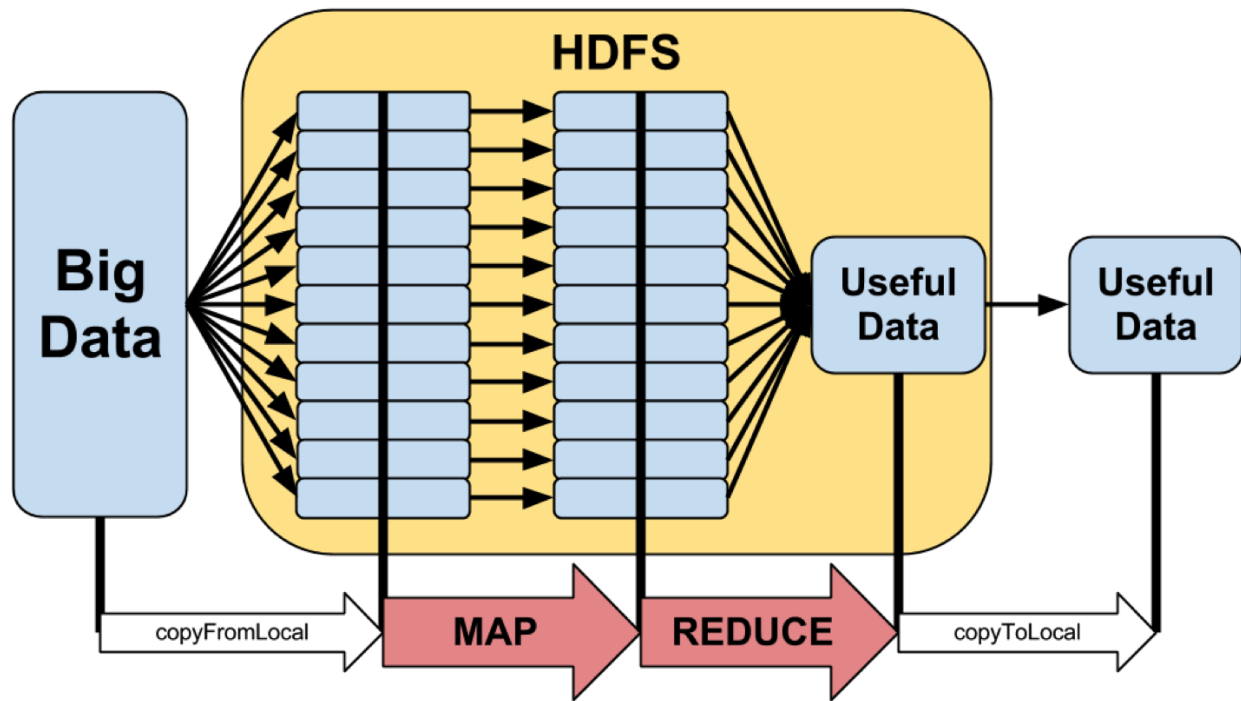 HDFS
Big
Data
Useful
Data
Useful
Data
copyFromLocal
MAP
REDUCE
copyToLocal